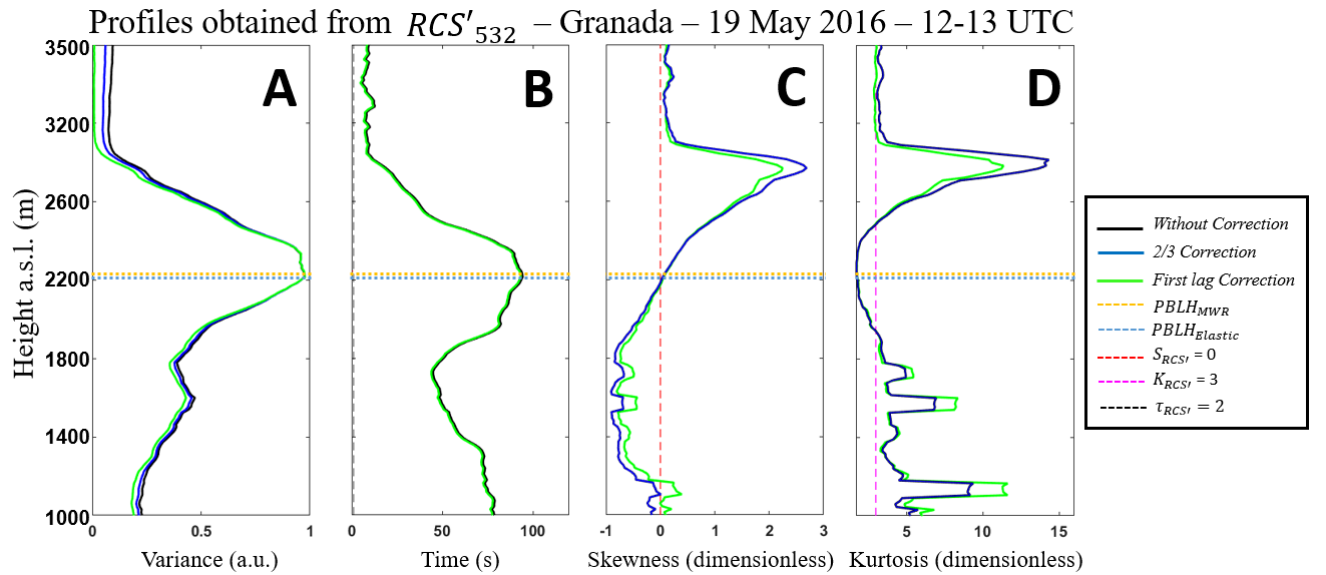 Profiles obtained from RCS'₅₃₂ – Granada – 19 May 2016 – 12-13 UTC
A
B
C
D
Height a.s.l. (m)
3500
3200
2600
2200
1800
1400
1000
0 0.5 1
0 50 100
-1 0 1 2 3
5 10 15
Variance (a.u.)
Time (s)
Skewness (dimensionless)
Kurtosis (dimensionless)
Without Correction
2/3 Correction
First lag Correction
PBLH_MWR
PBLH_Elastic
S_RCS' = 0
K_RCS' = 3
τ_RCS' = 2